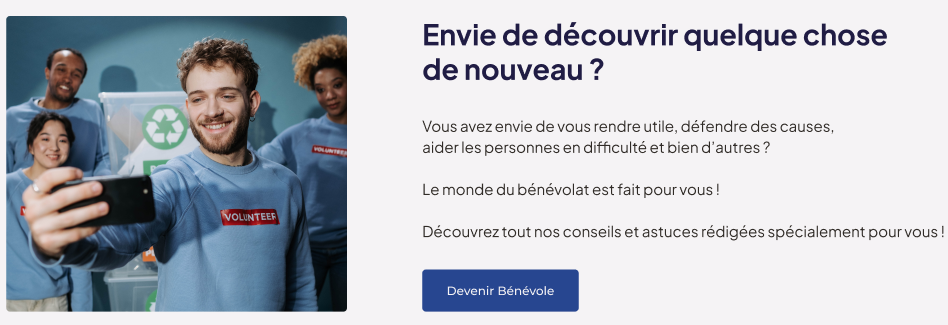 Envie de découvrir quelque chose
de nouveau ?
Vous avez envie de vous rendre utile, défendre des causes,
aider les personnes en difficulté et bien d'autres ?
Le monde du bénévolat est fait pour vous !
Découvrez tout nos conseils et astuces rédigées spécialement pour vous !
Devenir Bénévole
VOLUNTEER
VOLUNTEER